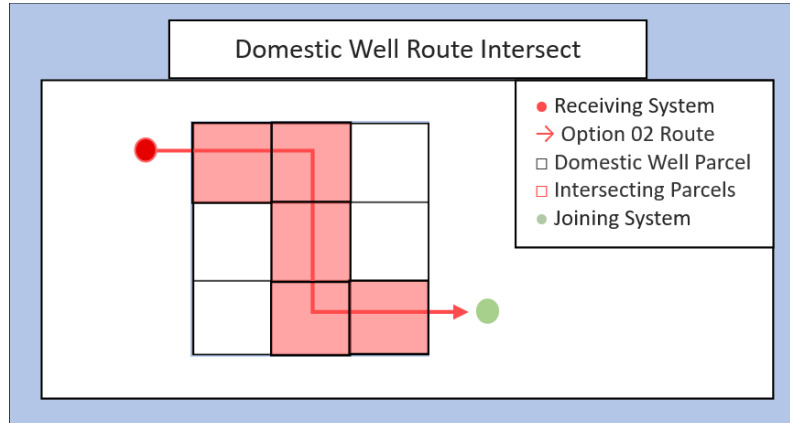 Domestic Well Route Intersect
Receiving System
Option 02 Route
Domestic Well Parcel
Intersecting Parcels
Joining System